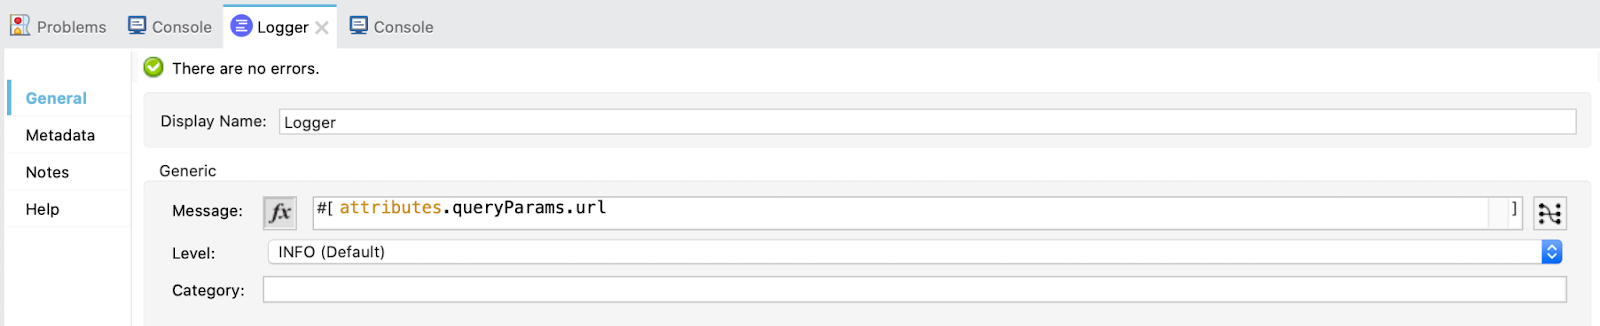 Problems Console Logger Console
There are no errors.
General
Metadata
Notes
Help
Display Name: Logger
Generic
Message: fx #[ attributes.queryParams.url ]
Level: INFO (Default)
Category: